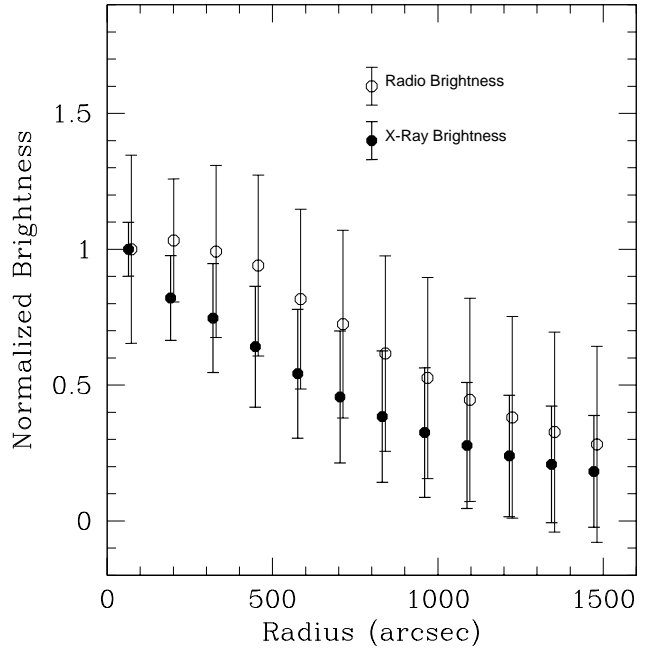 Radio Brightness
X-Ray Brightness
Normalized Brightness
1.5
1
0.5
0
0 500 1000 1500
Radius (arcsec)